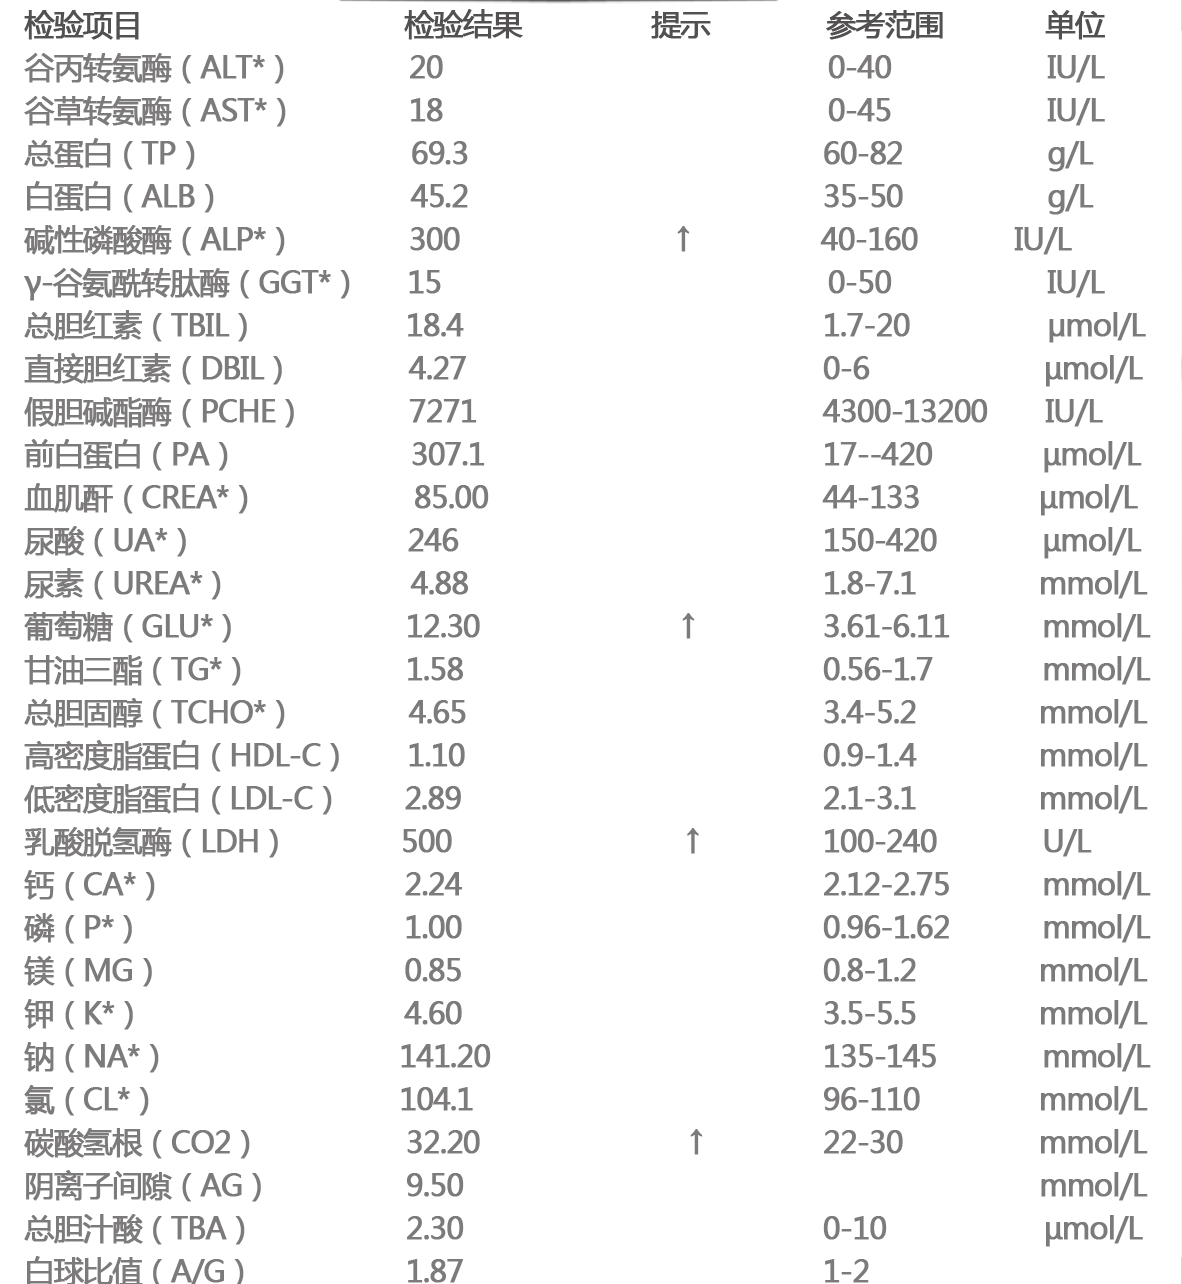 检验项目 检验结果 提示 参考范围 单位
谷丙转氨酶（ALT*） 20 0-40 IU/L
谷草转氨酶（AST*） 18 0-45 IU/L
总蛋白（TP） 69.3 60-82 g/L
白蛋白（ALB） 45.2 35-50 g/L
碱性磷酸酶（ALP*） 300 ↑ 40-160 IU/L
γ-谷氨酰转肽酶（GGT*） 15 0-50 IU/L
总胆红素（TBIL） 18.4 1.7-20 μmol/L
直接胆红素（DBIL） 4.27 0-6 μmol/L
假胆碱酯酶（PCHE） 7271 4300-13200 IU/L
前白蛋白（PA） 307.1 17--420 μmol/L
血肌酐（CREA*） 85.00 44-133 μmol/L
尿酸（UA*） 246 150-420 μmol/L
尿素（UREA*） 4.88 1.8-7.1 mmol/L
葡萄糖（GLU*） 12.30 ↑ 3.61-6.11 mmol/L
甘油三酯（TG*） 1.58 0.56-1.7 mmol/L
总胆固醇（TCHO*） 4.65 3.4-5.2 mmol/L
高密度脂蛋白（HDL-C） 1.10 0.9-1.4 mmol/L
低密度脂蛋白（LDL-C） 2.89 2.1-3.1 mmol/L
乳酸脱氢酶（LDH） 500 ↑ 100-240 U/L
钙（CA*） 2.24 2.12-2.75 mmol/L
磷（P*） 1.00 0.96-1.62 mmol/L
镁（MG） 0.85 0.8-1.2 mmol/L
钾（K*） 4.60 3.5-5.5 mmol/L
钠（NA*） 141.20 135-145 mmol/L
氯（CL*） 104.1 96-110 mmol/L
碳酸氢根（CO2） 32.20 ↑ 22-30 mmol/L
阴离子间隙（AG） 9.50 mmol/L
总胆汁酸（TBA） 2.30 0-10 μmol/L
白球比值（A/G） 1.87 1-2